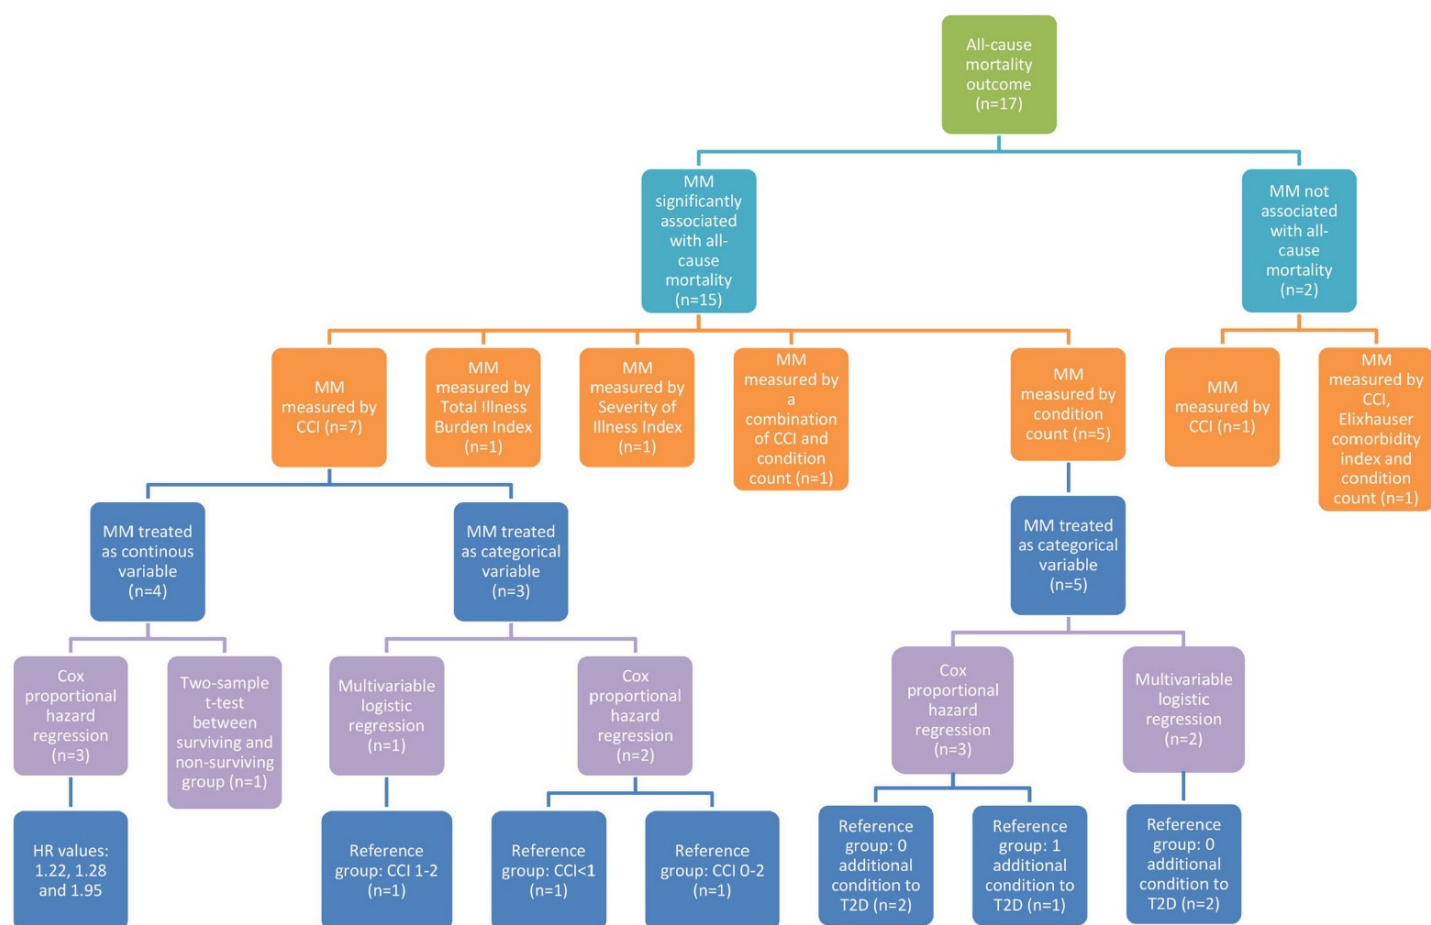 All-cause
mortality
outcome
(n=17)
MM
significantly
associated
with all-
cause
mortality
(n=15)
MM not
associated
with all-
cause
mortality
(n=2)
MM
measured by
CCI (n=7)
MM
measured by
Total Illness
Burden Index
(n=1)
MM
measured by
Severity of
Illness Index
(n=1)
MM
measured by
a
combination
of CCI and
condition
count (n=1)
MM
measured by
condition
count (n=5)
MM
measured by
CCI (n=1)
MM
measured by
CCI,
Elixhauser
comorbidity
index and
condition
count (n=1)
MM treated
as continous
variable
(n=4)
MM treated
as categorical
variable
(n=3)
MM treated
as categorical
variable
(n=5)
Cox
proportional
hazard
regression
(n=3)
Two-sample
t-test
between
surviving and
non-surviving
group (n=1)
Multivariable
logistic
regression
(n=1)
Cox
proportional
hazard
regression
(n=2)
Cox
proportional
hazard
regression
(n=3)
Multivariable
logistic
regression
(n=2)
HR values:
1.22, 1.28
and 1.95
Reference
group: CCI 1-2
(n=1)
Reference
group: CCI<1
(n=1)
Reference
group: CCI 0-2
(n=1)
Reference
group: 0
additional
condition to
T2D (n=2)
Reference
group: 1
additional
condition to
T2D (n=1)
Reference
group: 0
additional
condition to
T2D (n=2)